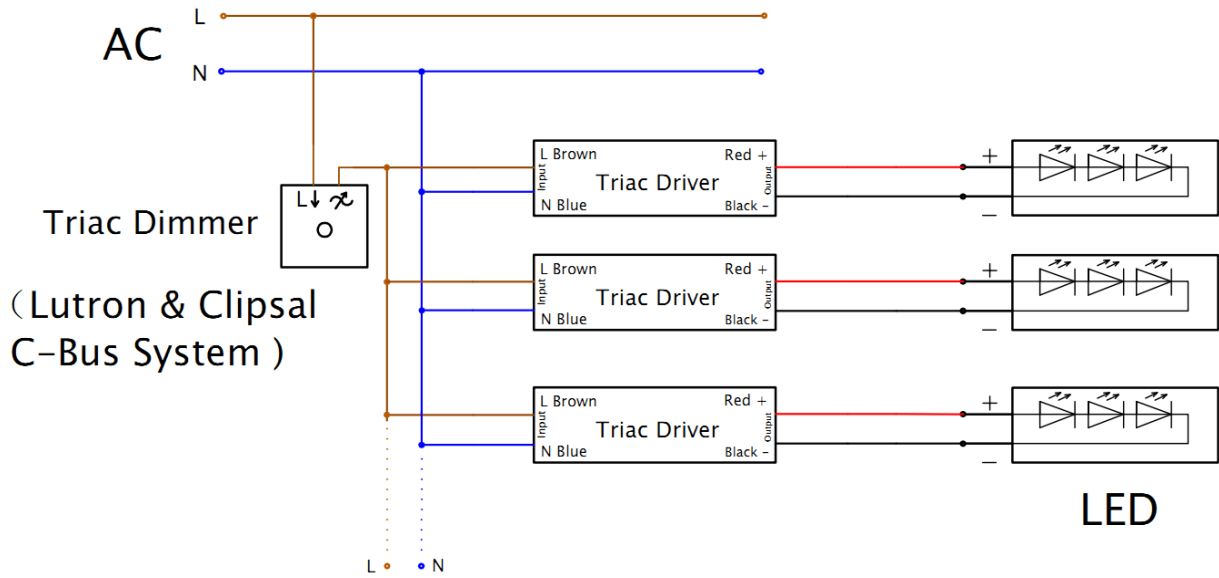 L
AC
N
L Brown
Red +
Input
Triac Driver
Output
N Blue
Black -
+
−
L
Triac Dimmer
（Lutron & Clipsal
C-Bus System )
L Brown
Red +
Input
Triac Driver
Output
N Blue
Black -
+
−
L Brown
Red +
Input
Triac Driver
Output
N Blue
Black -
+
−
LED
L
N